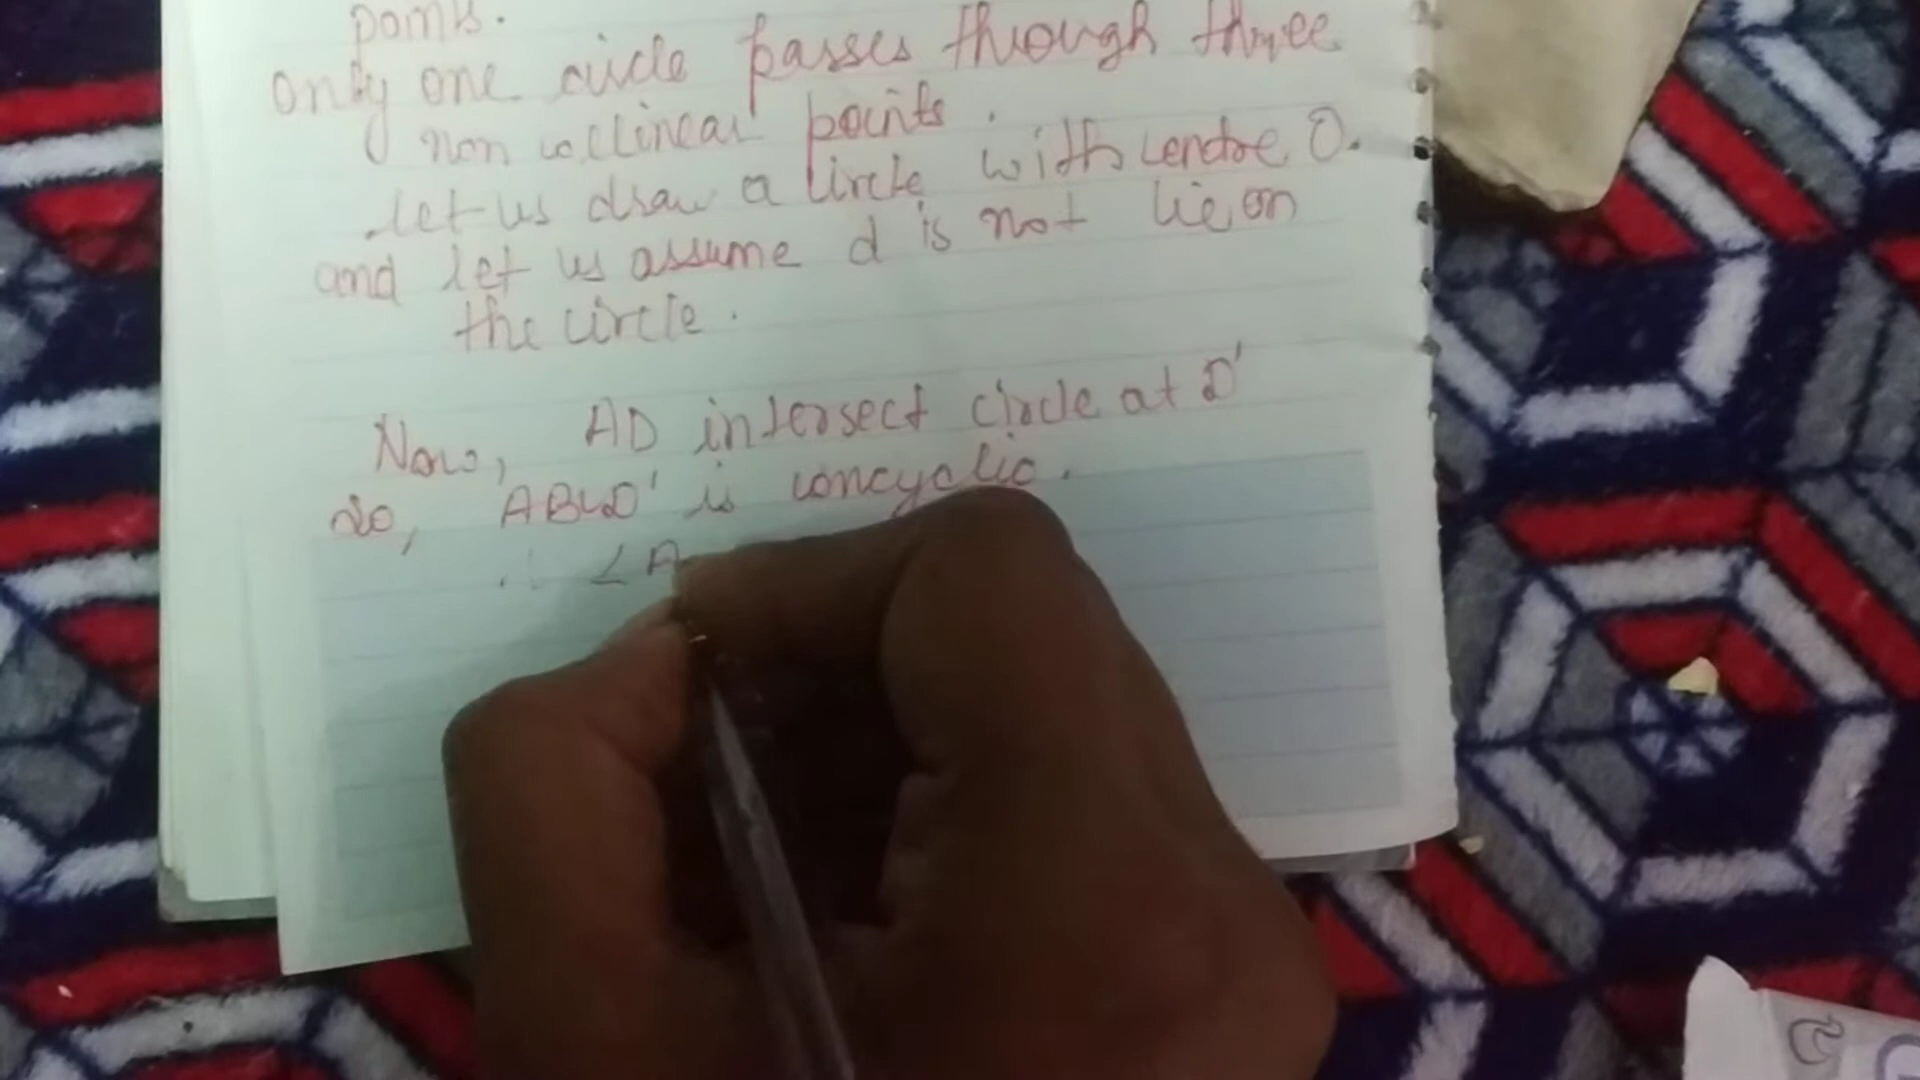 points.
only one circle passes through three
non collinear points.
let us draw a circle with centre O.
and let us assume d is not lie on
the circle.
Now, AD intersect circle at D'
So, ABCD' is concyclic.
∴ ∠A